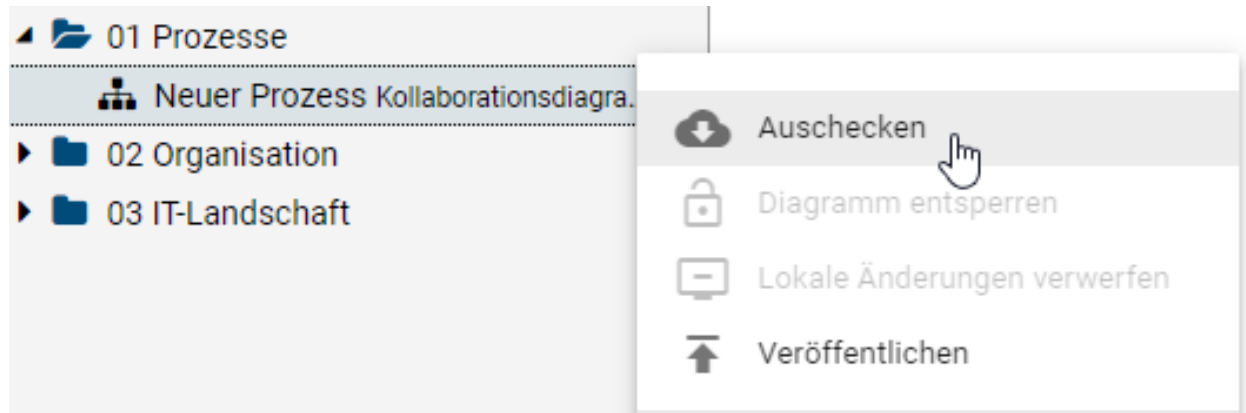 01 Prozesse
Neuer Prozess Kollaborationsdiagra...
02 Organisation
03 IT-Landschaft
Auschecken
Diagramm entsperren
Lokale Änderungen verwerfen
Veröffentlichen